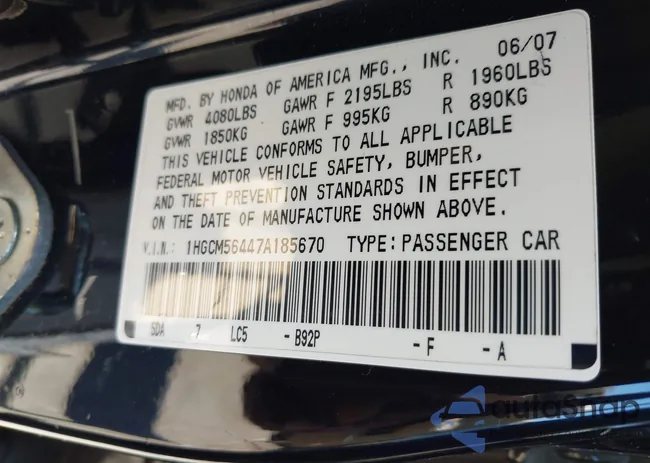 MFD. BY HONDA OF AMERICA MFG., INC. 06/07
GVWR 4080LBS GAWR F 2195LBS R 1960LBS
GVWR 1850KG GAWR F 995KG R 890KG
THIS VEHICLE CONFORMS TO ALL APPLICABLE
FEDERAL MOTOR VEHICLE SAFETY, BUMPER,
AND THEFT PREVENTION STANDARDS IN EFFECT
ON THE DATE OF MANUFACTURE SHOWN ABOVE.
V.I.N.: 1HGCM56447A185670 TYPE: PASSENGER CAR
SDA 7 LC5 - B92P - F - A
autoSnap